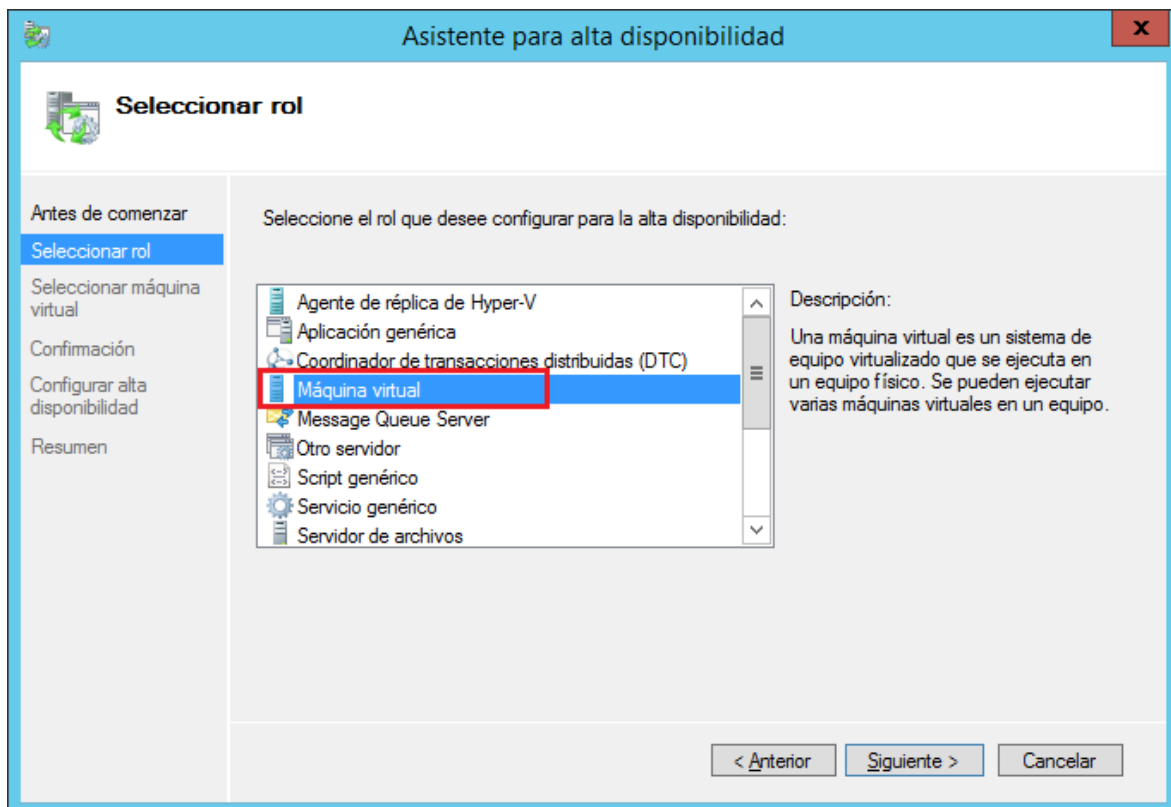 Asistente para alta disponibilidad
x
Seleccionar rol
Antes de comenzar
Seleccionar rol
Seleccionar máquina
virtual
Confirmación
Configurar alta
disponibilidad
Resumen
Seleccione el rol que desee configurar para la alta disponibilidad:
Agente de réplica de Hyper-V
Aplicación genérica
Coordinador de transacciones distribuidas (DTC)
Máquina virtual
Message Queue Server
Otro servidor
Script genérico
Servicio genérico
Servidor de archivos
Descripción:
Una máquina virtual es un sistema de
equipo virtualizado que se ejecuta en
un equipo físico. Se pueden ejecutar
varias máquinas virtuales en un equipo.
< Anterior
Siguiente >
Cancelar